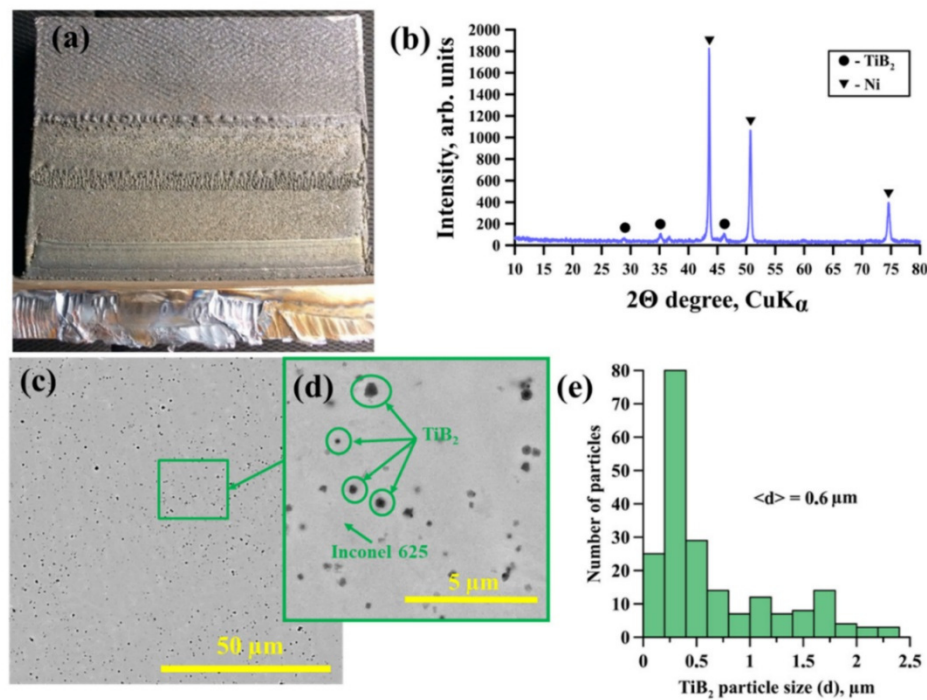 (a)
(b)
Intensity, arb. units
2000
1800
1600
1400
1200
1000
800
600
400
200
0
10 15 20 25 30 35 40 45 50 55 60 65 70 75 80
2Θ degree, CuKα
- TiB₂
- Ni
(c)
50 µm
(d)
TiB₂
Inconel 625
5 µm
(e)
Number of particles
80
70
60
50
40
30
20
10
0
<d> = 0.6 µm
0 0.5 1 1.5 2 2.5
TiB₂ particle size (d), µm